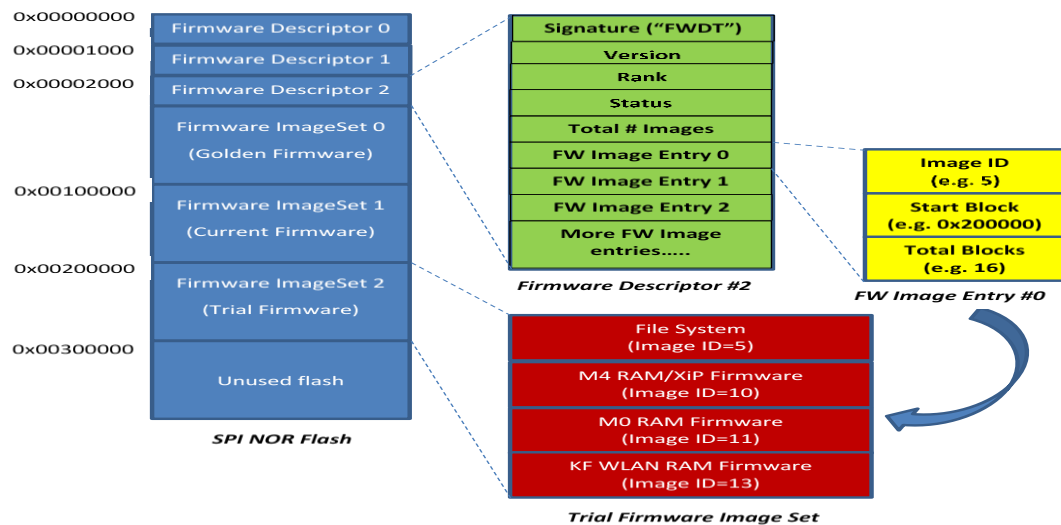 0x00000000
Firmware Descriptor 0
0x00001000
Firmware Descriptor 1
0x00002000
Firmware Descriptor 2
Firmware ImageSet 0
(Golden Firmware)
0x00100000
Firmware ImageSet 1
(Current Firmware)
0x00200000
Firmware ImageSet 2
(Trial Firmware)
0x00300000
Unused flash
SPI NOR Flash
Signature (“FWDT”)
Version
Rank
Status
Total # Images
FW Image Entry 0
FW Image Entry 1
FW Image Entry 2
More FW Image
entries.....
Firmware Descriptor #2
Image ID
(e.g. 5)
Start Block
(e.g. 0x200000)
Total Blocks
(e.g. 16)
FW Image Entry #0
File System
(Image ID=5)
M4 RAM/XiP Firmware
(Image ID=10)
M0 RAM Firmware
(Image ID=11)
KF WLAN RAM Firmware
(Image ID=13)
Trial Firmware Image Set